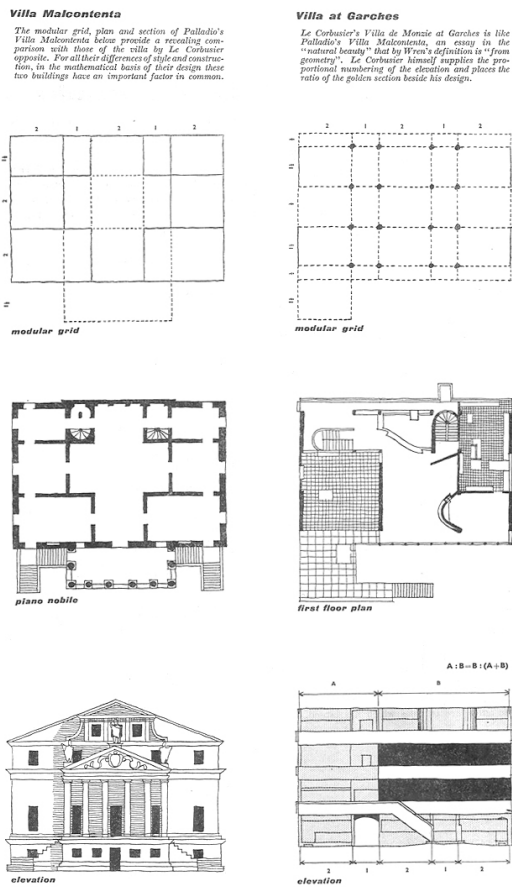 Villa Malcontenta
The modular grid, plan and section of Palladio's
Villa Malcontenta below provide a revealing com-
parison with those of the villa by Le Corbusier
opposite. For all their differences of style and construc-
tion, in the mathematical basis of their design these
two buildings have an important factor in common.
Villa at Garches
Le Corbusier's Villa de Monzie at Garches is like
Palladio's Villa Malcontenta, an essay in the
"natural beauty" that by Wren's definition is "from
geometry". Le Corbusier himself supplies the pro-
portional numbering of the elevation and places the
ratio of the golden section beside his design.
2 1 2 1 2
2
2
modular grid
2 1 2 1 2
modular grid
piano nobile
first floor plan
A:B=B:(A+B)
A B
elevation
2 1 2 1 2
elevation